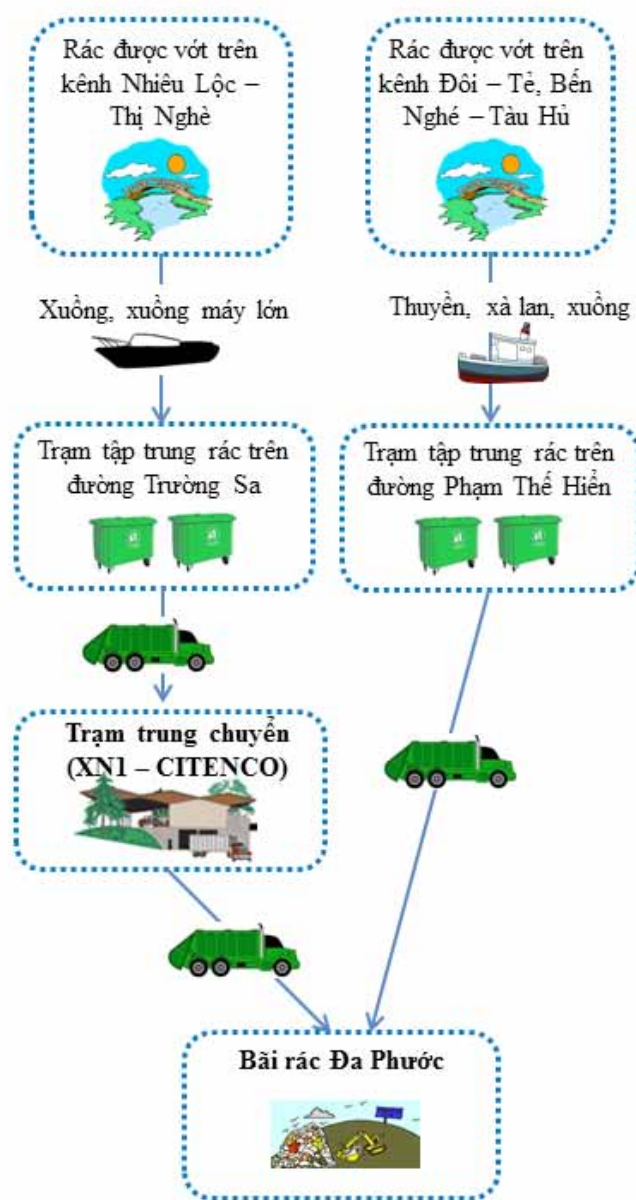 Rác được vớt trên
kênh Nhiêu Lộc –
Thị Nghè
Rác được vớt trên
kênh Đôi – Tẻ, Bến
Nghé – Tàu Hủ
Xuồng, xuồng máy lớn
Thuyền, xà lan, xuồng
Trạm tập trung rác trên
đường Trường Sa
Trạm tập trung rác trên
đường Phạm Thế Hiển
Trạm trung chuyển
(XN1 – CITENCO)
Bãi rác Đa Phước